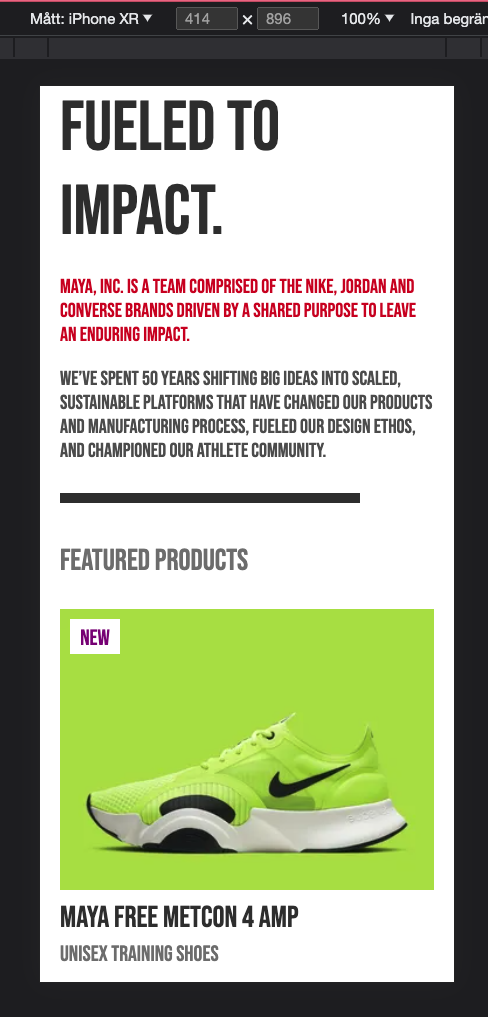 Mått: iPhone XR ▼ 414 × 896 100% ▼ Inga begrän
FUELED TO
IMPACT.
MAYA, INC. IS A TEAM COMPRISED OF THE NIKE, JORDAN AND
CONVERSE BRANDS DRIVEN BY A SHARED PURPOSE TO LEAVE
AN ENDURING IMPACT.
WE'VE SPENT 50 YEARS SHIFTING BIG IDEAS INTO SCALED,
SUSTAINABLE PLATFORMS THAT HAVE CHANGED OUR PRODUCTS
AND MANUFACTURING PROCESS, FUELED OUR DESIGN ETHOS,
AND CHAMPIONED OUR ATHLETE COMMUNITY.
FEATURED PRODUCTS
NEW
MAYA FREE METCON 4 AMP
UNISEX TRAINING SHOES